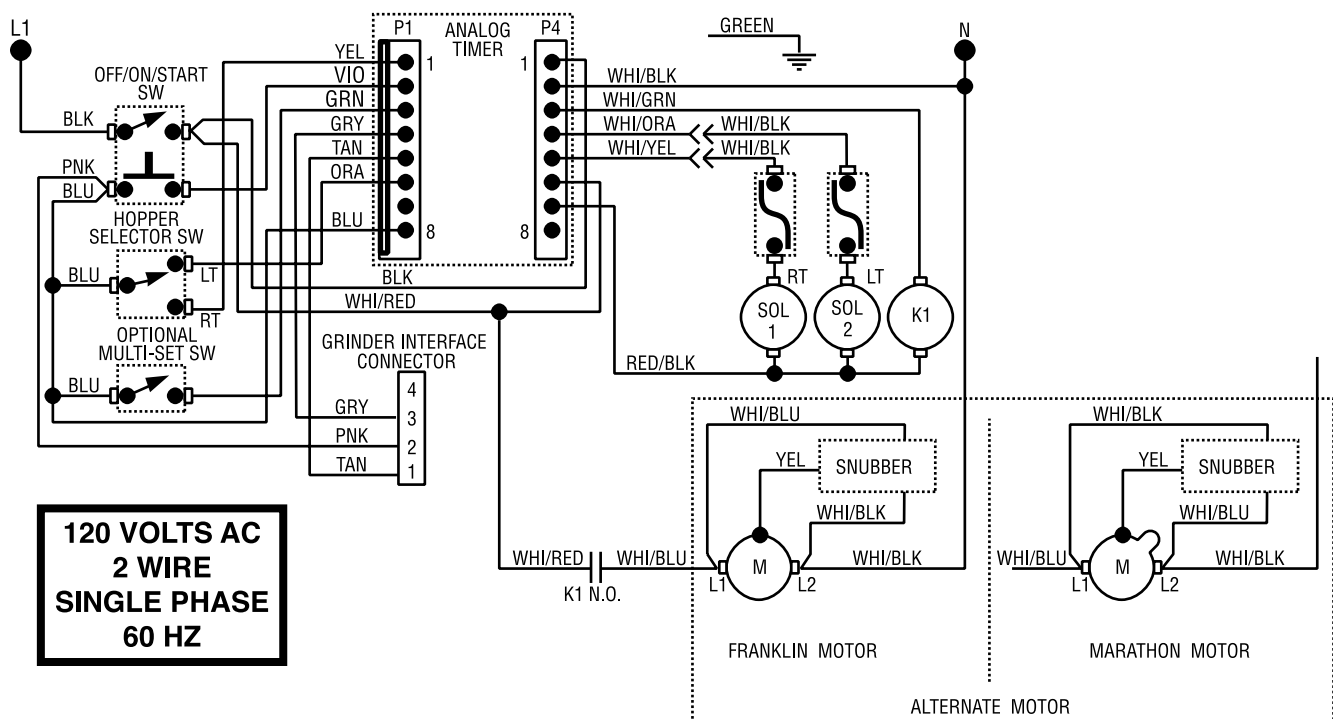 L1
P1
ANALOG
TIMER
P4
GREEN
N
OFF/ON/START
SW
YEL
VIO
GRN
GRY
TAN
ORA
BLU
1
8
1
8
WHI/BLK
WHI/GRN
WHI/ORA
WHI/BLK
WHI/YEL
WHI/BLK
BLK
PNK
BLU
HOPPER
SELECTOR SW
BLU
LT
RT
BLK
WHI/RED
OPTIONAL
MULTI-SET SW
BLU
GRINDER INTERFACE
CONNECTOR
4
3
2
1
GRY
PNK
TAN
RT
LT
SOL
1
SOL
2
K1
RED/BLK
WHI/BLU
YEL
SNUBBER
WHI/BLK
WHI/RED
WHI/BLU
K1 N.O.
L1
M
L2
WHI/BLK
FRANKLIN MOTOR
WHI/BLK
YEL
SNUBBER
WHI/BLU
WHI/BLU
L1
M
L2
WHI/BLK
MARATHON MOTOR
ALTERNATE MOTOR
120 VOLTS AC
2 WIRE
SINGLE PHASE
60 HZ